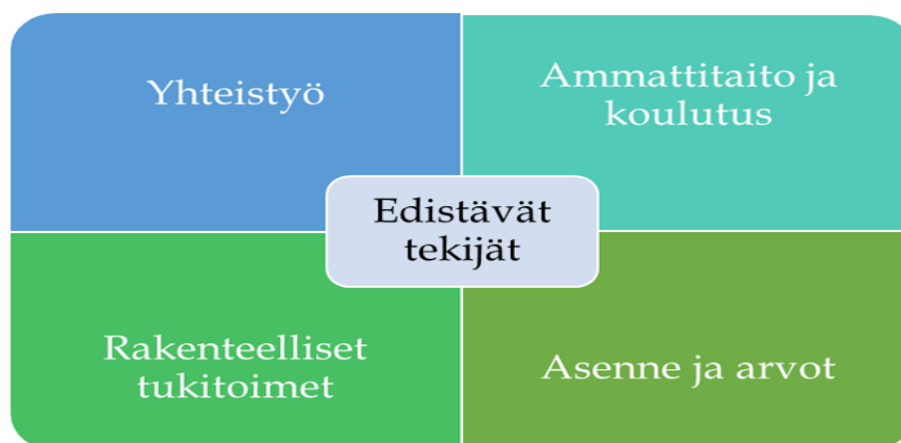 Yhteistyö
Ammattitaito ja
koulutus
Edistävät
tekijät
Rakenteelliset
tukitoimet
Asenne ja arvot